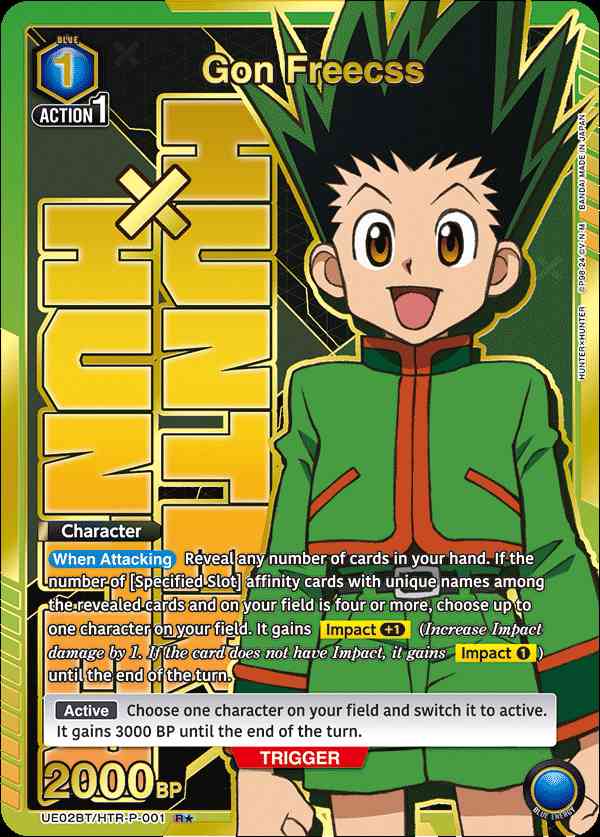 BLUE
1
Gon Freecss
ACTION 1
HUNTER × HUNTER
HUNTER×HUNTER ©P98-24 ©V·N·M BANDAI MADE IN JAPAN
Character
When Attacking Reveal any number of cards in your hand. If the
number of [Specified Slot] affinity cards with unique names among
the revealed cards and on your field is four or more, choose up to
one character on your field. It gains Impact +1 (Increase Impact
damage by 1. If the card does not have Impact, it gains Impact 1)
until the end of the turn.
Active Choose one character on your field and switch it to active.
It gains 3000 BP until the end of the turn.
TRIGGER
2000 BP
UE02BT/HTR-P-001 R★
BLUE ENERGY